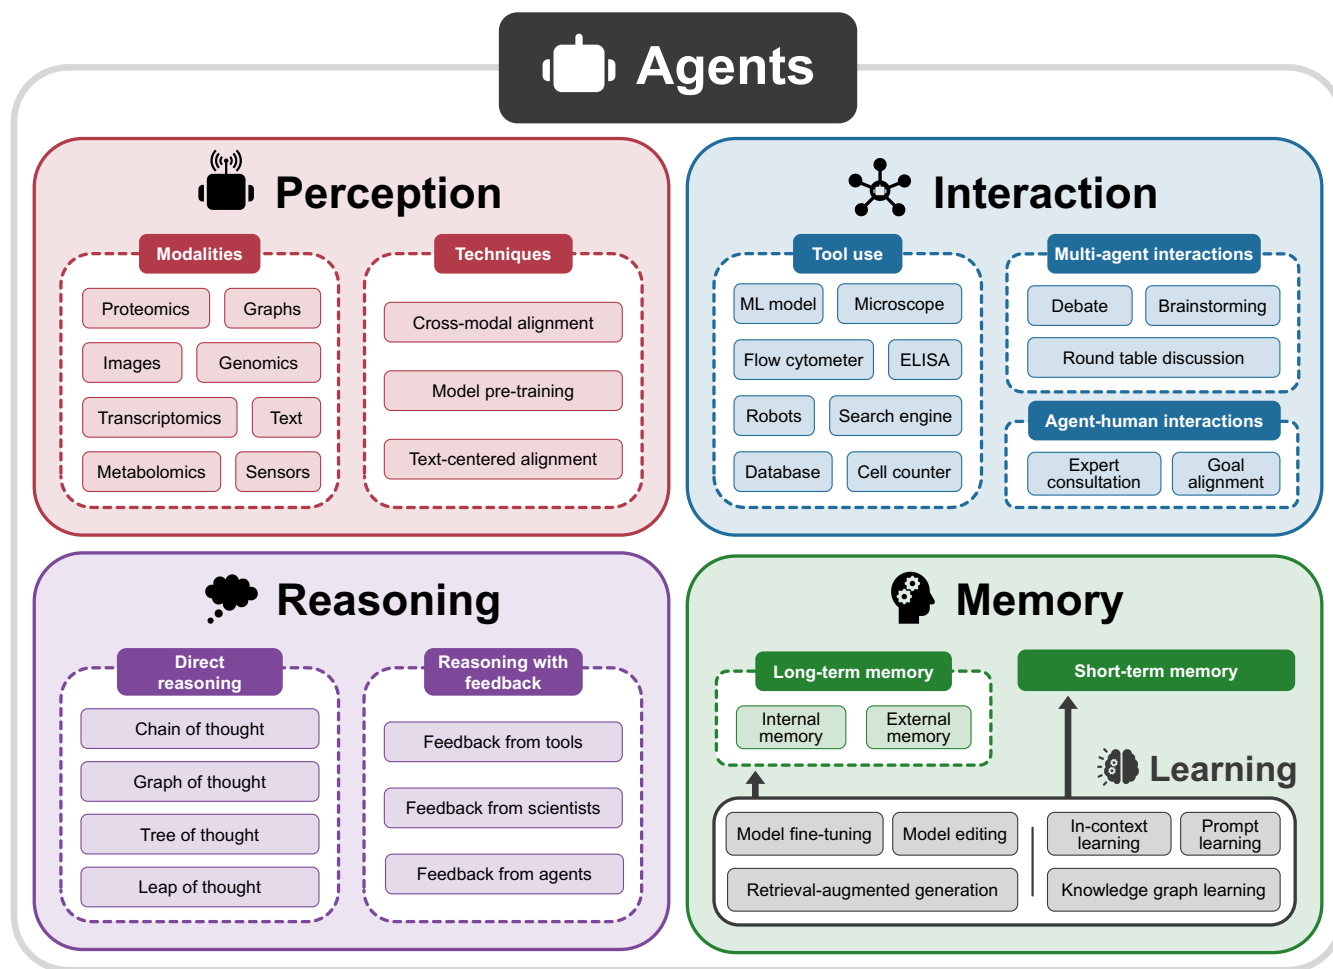 Agents
Perception
Modalities
Proteomics
Graphs
Images
Genomics
Transcriptomics
Text
Metabolomics
Sensors
Techniques
Cross-modal alignment
Model pre-training
Text-centered alignment
Interaction
Tool use
ML model
Microscope
Flow cytometer
ELISA
Robots
Search engine
Database
Cell counter
Multi-agent interactions
Debate
Brainstorming
Round table discussion
Agent-human interactions
Expert
consultation
Goal
alignment
Reasoning
Direct
reasoning
Chain of thought
Graph of thought
Tree of thought
Leap of thought
Reasoning with
feedback
Feedback from tools
Feedback from scientists
Feedback from agents
Memory
Long-term memory
Internal
memory
External
memory
Short-term memory
Learning
Model fine-tuning
Model editing
Retrieval-augmented generation
In-context
learning
Prompt
learning
Knowledge graph learning